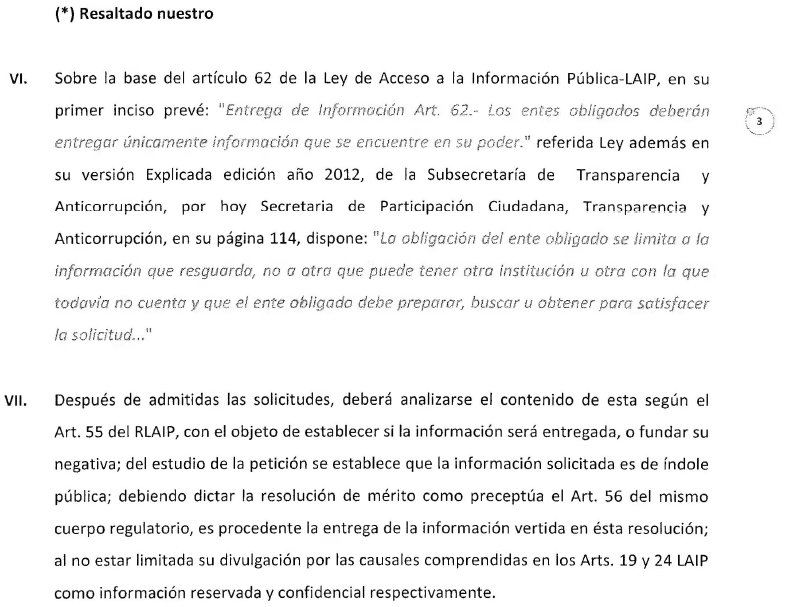 (*) Resaltado nuestro
VI. Sobre la base del artículo 62 de la Ley de Acceso a la Información Pública-LAIP, en su
primer inciso prevé: "Entrega de Información Art. 62.- Los entes obligados deberán
3
entregar únicamente información que se encuentre en su poder." referida Ley además en
su versión Explicada edición año 2012, de la Subsecretaría de Transparencia y
Anticorrupción, por hoy Secretaria de Participación Ciudadana, Transparencia y
Anticorrupción, en su página 114, dispone: "La obligación del ente obligado se limita a la
información que resguarda, no a otra que puede tener otra institución u otra con la que
todavía no cuenta y que el ente obligado debe preparar, buscar u obtener para satisfacer
la solicitud..."
VII. Después de admitidas las solicitudes, deberá analizarse el contenido de esta según el
Art. 55 del RLAIP, con el objeto de establecer si la información será entregada, o fundar su
negativa; del estudio de la petición se establece que la información solicitada es de índole
pública; debiendo dictar la resolución de mérito como preceptúa el Art. 56 del mismo
cuerpo regulatorio, es procedente la entrega de la información vertida en ésta resolución;
al no estar limitada su divulgación por las causales comprendidas en los Arts. 19 y 24 LAIP
como información reservada y confidencial respectivamente.